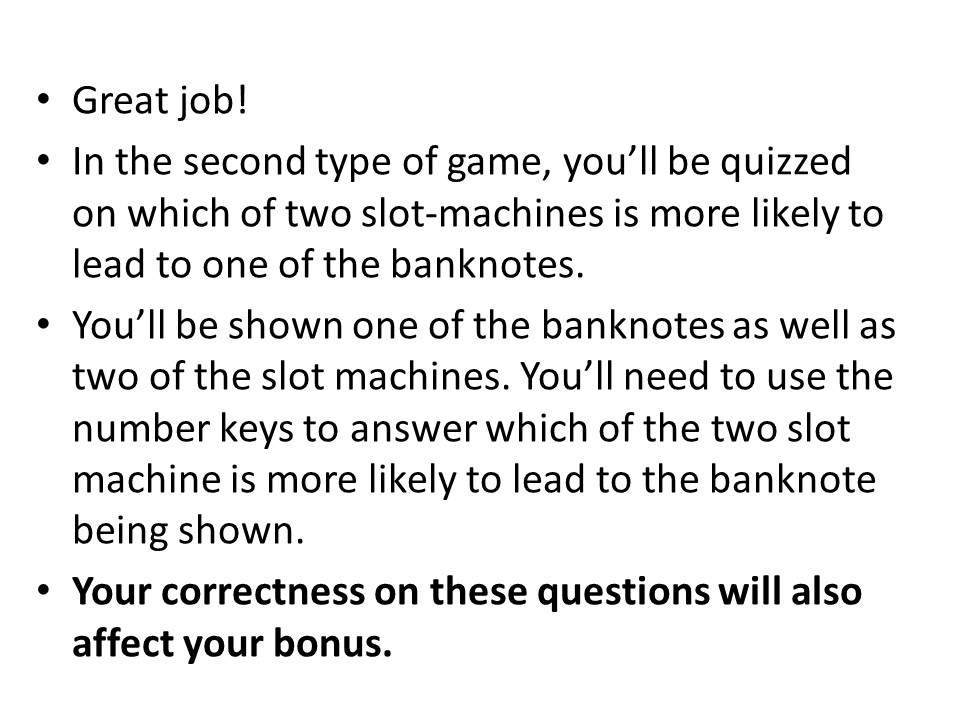 • Great job!
• In the second type of game, you’ll be quizzed
on which of two slot-machines is more likely to
lead to one of the banknotes.
• You’ll be shown one of the banknotes as well as
two of the slot machines. You’ll need to use the
number keys to answer which of the two slot
machine is more likely to lead to the banknote
being shown.
• Your correctness on these questions will also
affect your bonus.